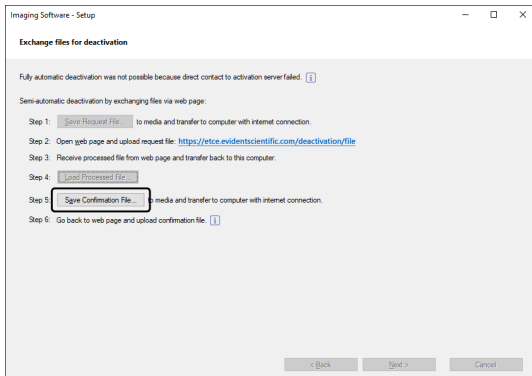 Imaging Software - Setup
Exchange files for deactivation
Fully automatic deactivation was not possible because direct contact to activation server failed. i
Semi-automatic deactivation by exchanging files via web page:
Step 1: Save Request File... to media and transfer to computer with internet connection.
Step 2: Open web page and upload request file: https://etce.evidentscientific.com/deactivation/file
Step 3: Receive processed file from web page and transfer back to this computer.
Step 4: Load Processed File...
Step 5: Save Confirmation File... to media and transfer to computer with internet connection.
Step 6: Go back to web page and upload confirmation file. i
< Back Next > Cancel